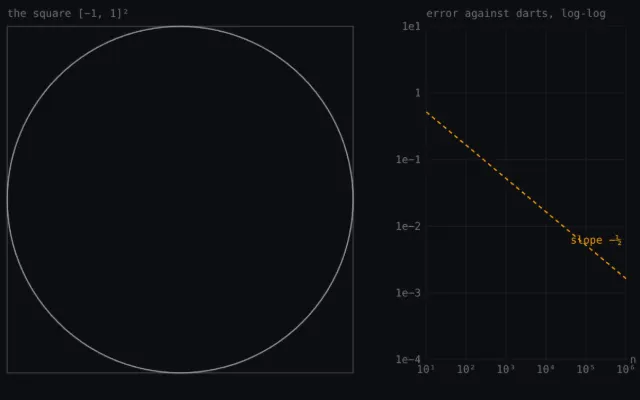 the square [−1, 1]²
error against darts, log-log
1e1
1
1e−1
1e−2
slope −½
1e−3
1e−4
n
10¹ 10² 10³ 10⁴ 10⁵ 10⁶